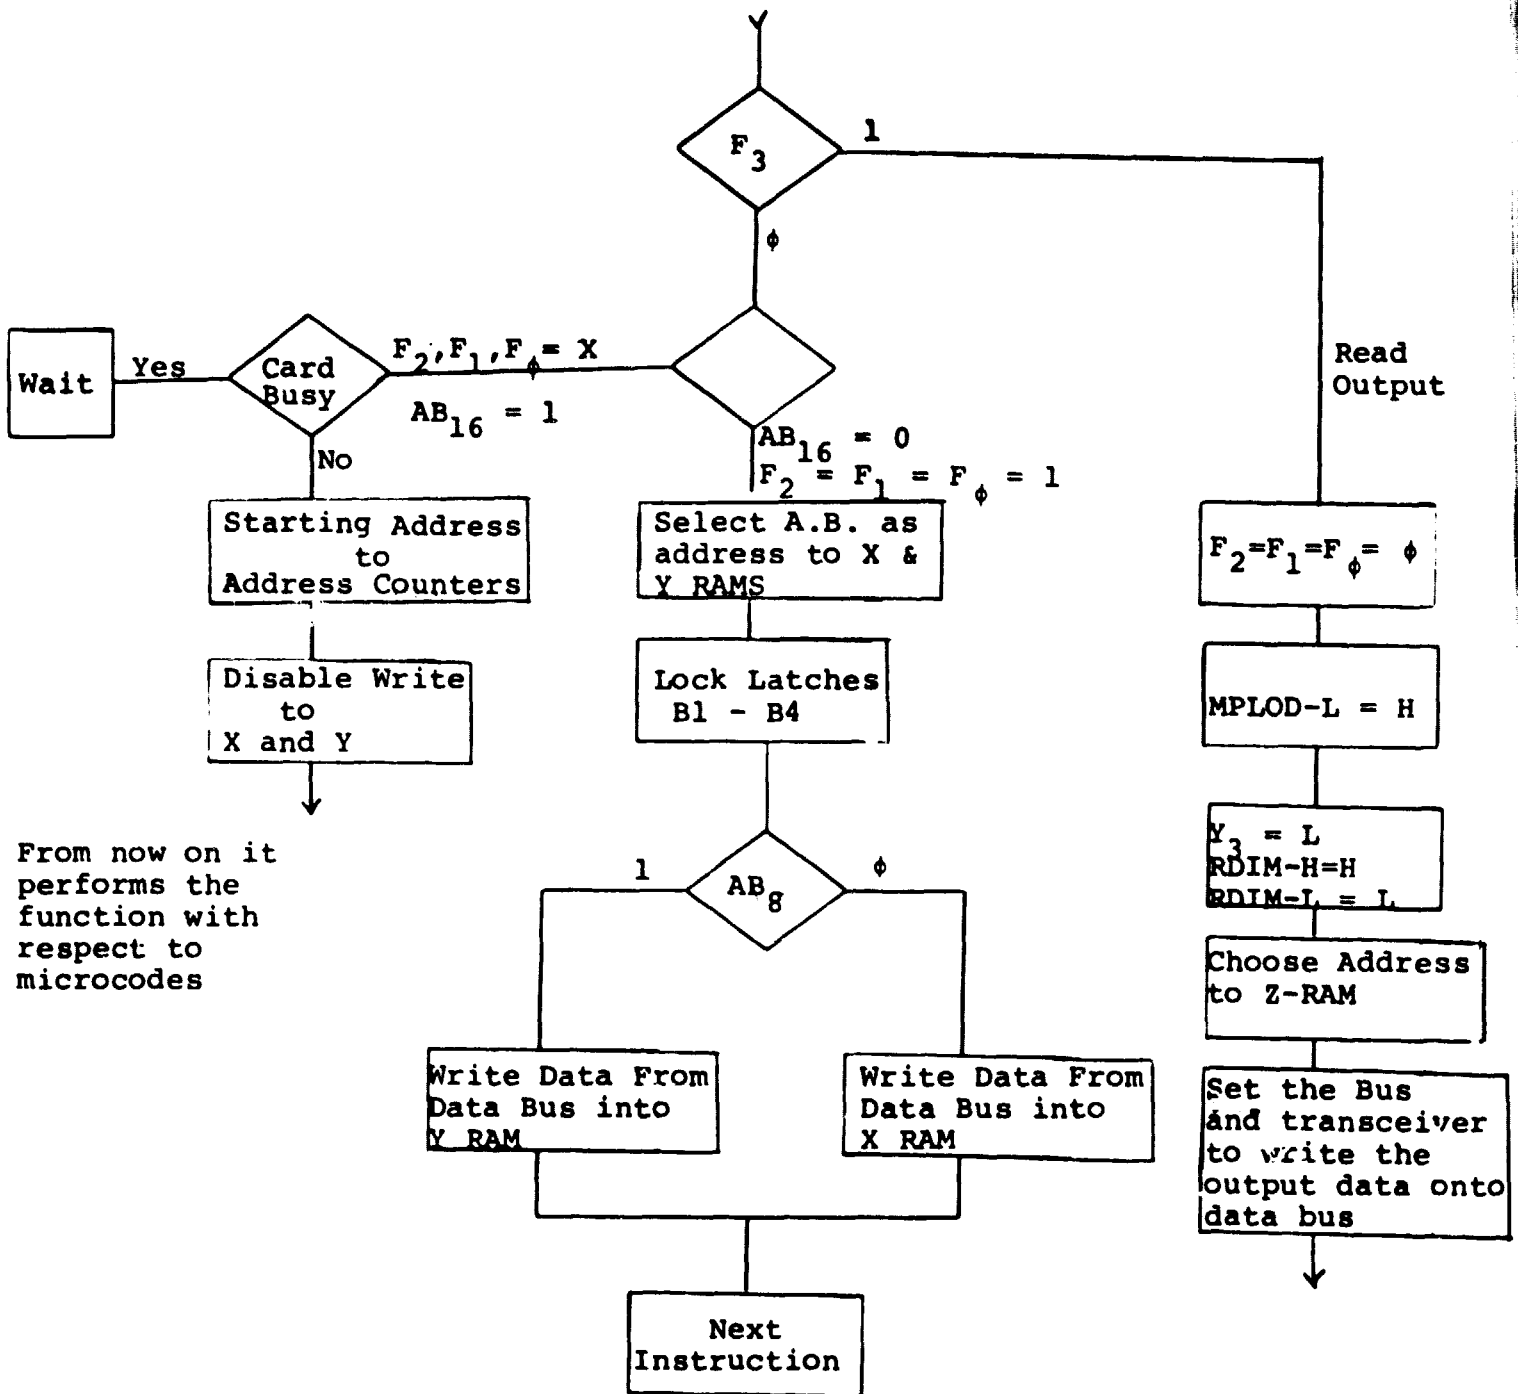 F3
1
ϕ
F2,F1,Fϕ= X
AB16 = 1
Card
Busy
Yes
Wait
No
Starting Address
to
Address Counters
Disable Write
to
X and Y
From now on it
performs the
function with
respect to
microcodes
AB16 = 0
F2 = F1 = Fϕ = 1
Select A.B. as
address to X &
Y RAMS
Lock Latches
B1 - B4
AB8
1
ϕ
Write Data From
Data Bus into
Y RAM
Write Data From
Data Bus into
X RAM
Next
Instruction
Read
Output
F2=F1=Fϕ= ϕ
MPLOD-L = H
Y3 = L
RDIM-H=H
RDIM-L = L
Choose Address
to Z-RAM
Set the Bus
and transceiver
to write the
output data onto
data bus